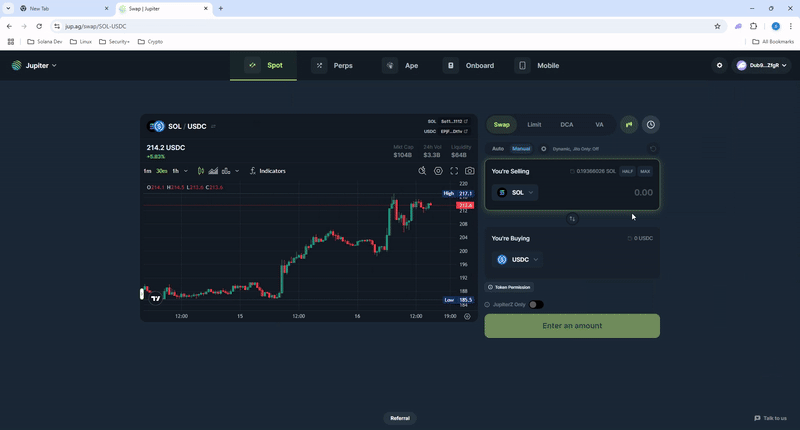 New Tab
Swap | Jupiter
jup.ag/swap/SOL-USDC
Solana Dev
Linux
Security+
Crypto
All Bookmarks
Jupiter
Spot
Perps
Ape
Onboard
Mobile
Dub9...ZfgR
SOL / USDC
SOL So11...1112
USDC EPjF...Dt1v
214.2 USDC
+5.83%
Mkt Cap
$104B
24h Vol
$3.3B
Liquidity
$64B
1m 30m 1h
Indicators
O214.1 H214.5 L212.6 C213.6
220
High 217.1
213.6
212
208
204
200
196
192
188
Low 185.5
184
12:00 15 12:00 16 12:00 19:00
Swap
Limit
DCA
VA
Auto
Manual
Dynamic, Jito Only: Off
You're Selling
0.19366026 SOL
HALF
MAX
SOL
0.00
You're Buying
0 USDC
USDC
Token Permission
JupiterZ Only
Enter an amount
Referral
Talk to us